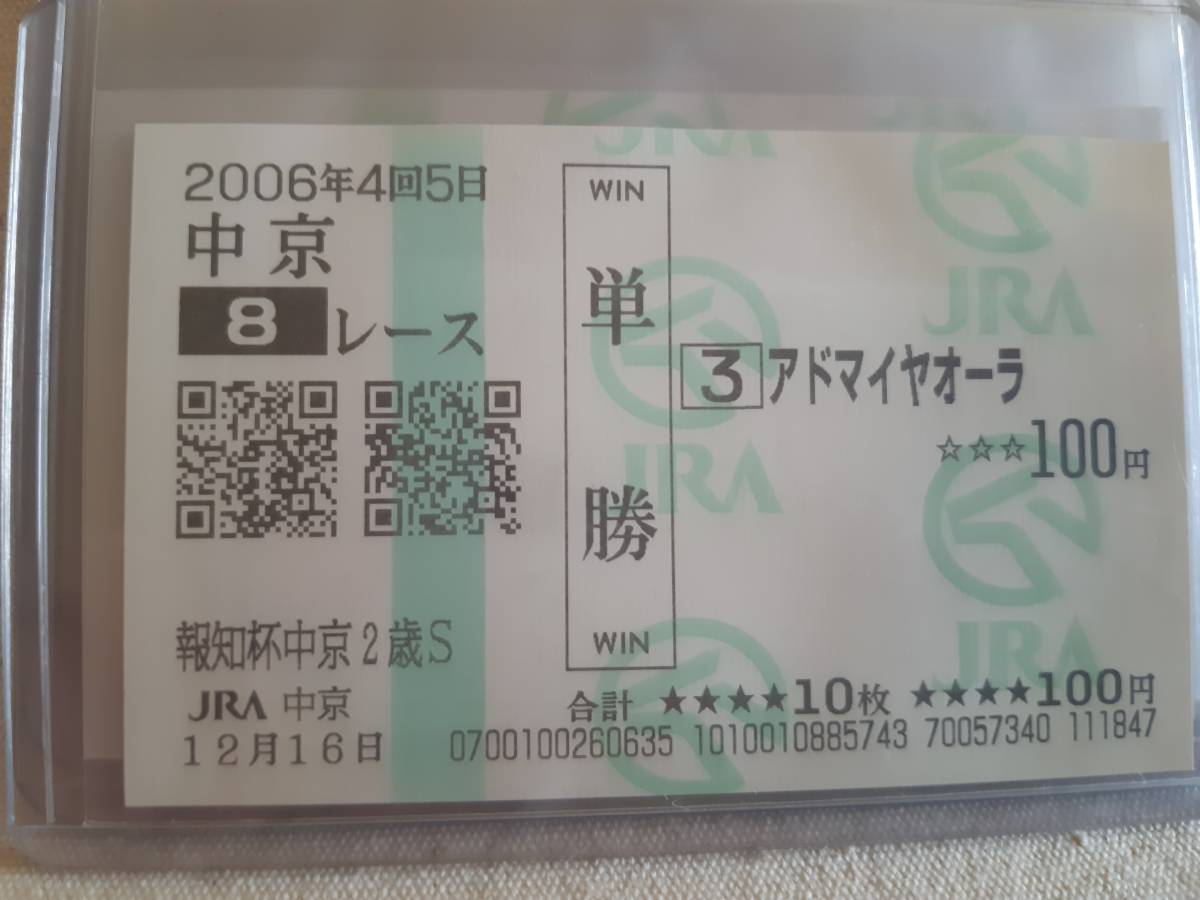 2006年4回5日
中京
8レース
報知杯中京2歳S
JRA 中京
12月16日
WIN
単勝
WIN
3アドマイヤオーラ
☆☆☆100円
合計 ★★★★10枚 ★★★★100円
0700100260635 1010010885743 70057340 111847
JRA
JRA
JRA
JRA
JRA